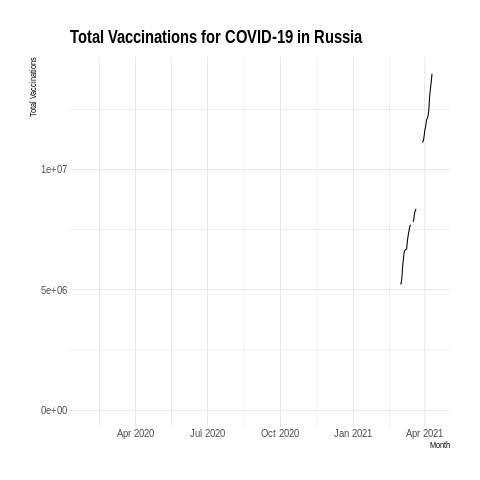 Total Vaccinations for COVID-19 in Russia
Total Vaccinations
1e+07
5e+06
0e+00
Apr 2020 Jul 2020 Oct 2020 Jan 2021 Apr 2021
Month